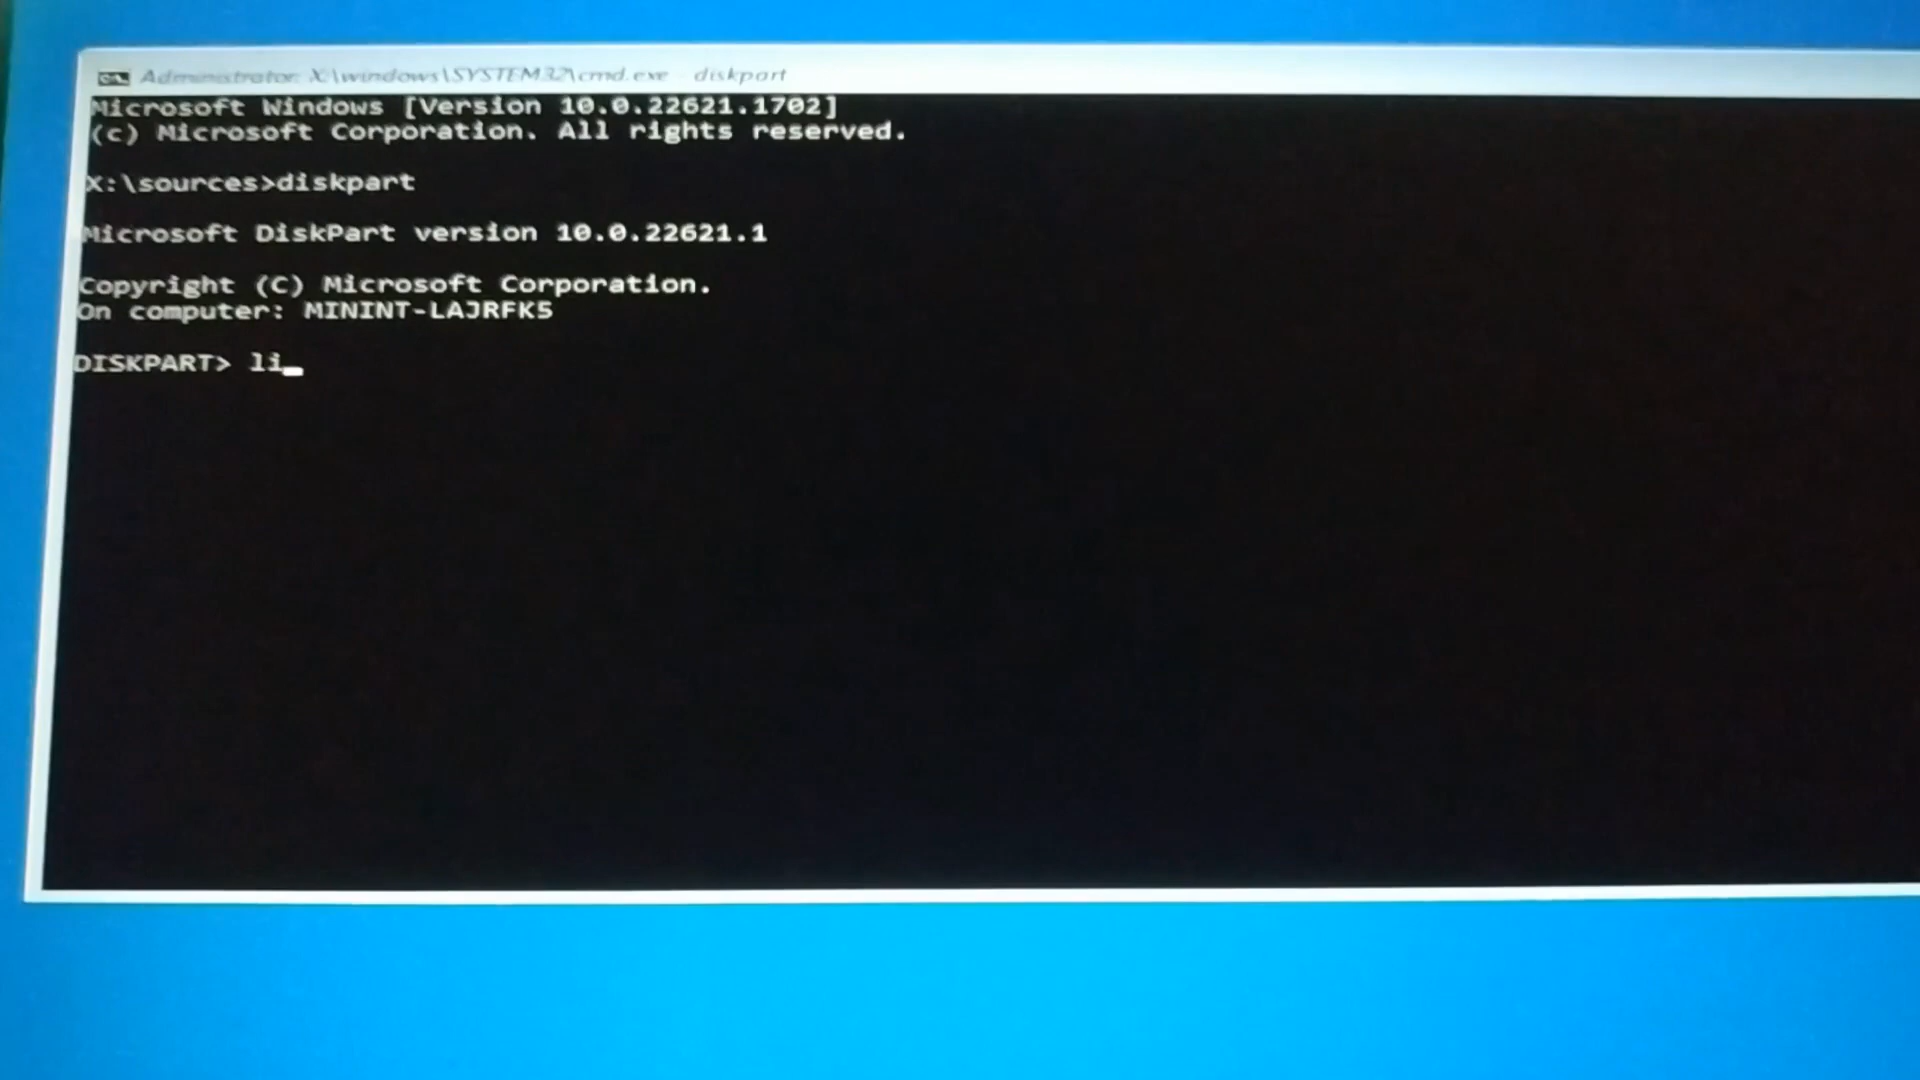 Administrator: X:\windows\SYSTEM32\cmd.exe - diskpart
Microsoft Windows [Version 10.0.22621.1702]
(c) Microsoft Corporation. All rights reserved.
X:\sources>diskpart
Microsoft DiskPart version 10.0.22621.1
Copyright (C) Microsoft Corporation.
On computer: MININT-LAJRFK5
DISKPART> li_